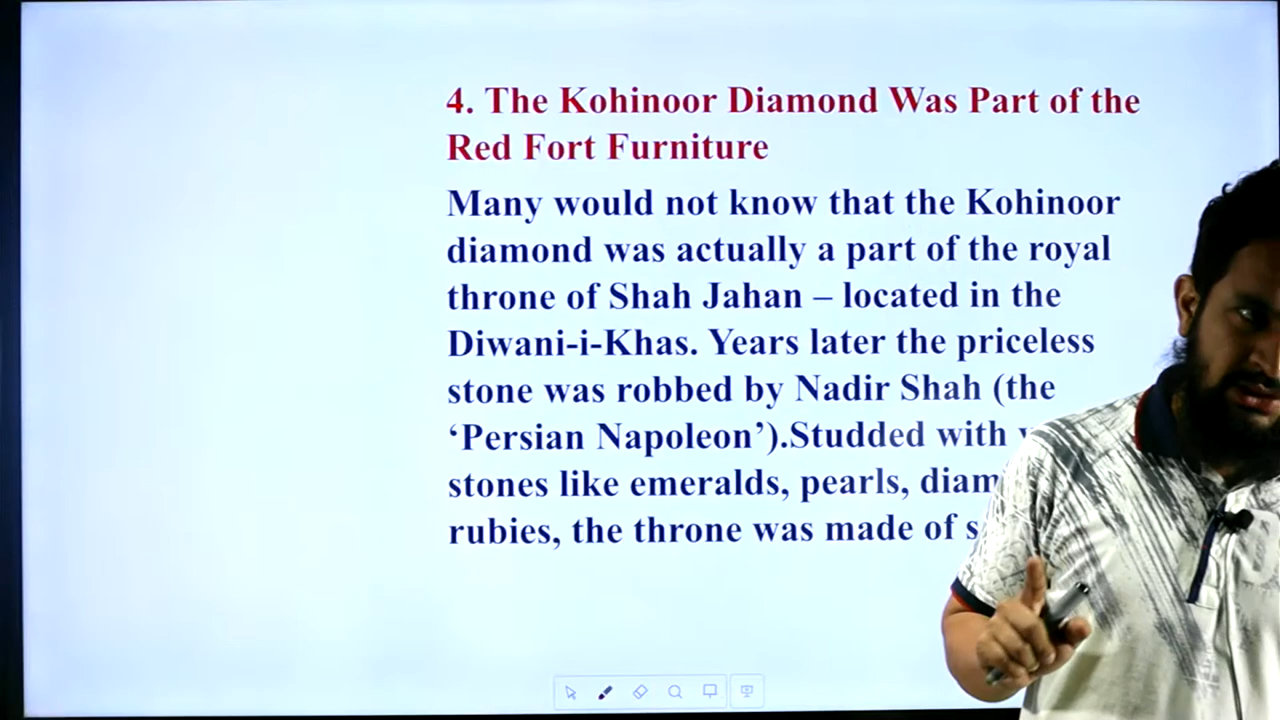 4. The Kohinoor Diamond Was Part of the
Red Fort Furniture
Many would not know that the Kohinoor
diamond was actually a part of the royal
throne of Shah Jahan – located in the
Diwani-i-Khas. Years later the priceless
stone was robbed by Nadir Shah (the
‘Persian Napoleon’).Studded with
stones like emeralds, pearls,
rubies, the throne was made of